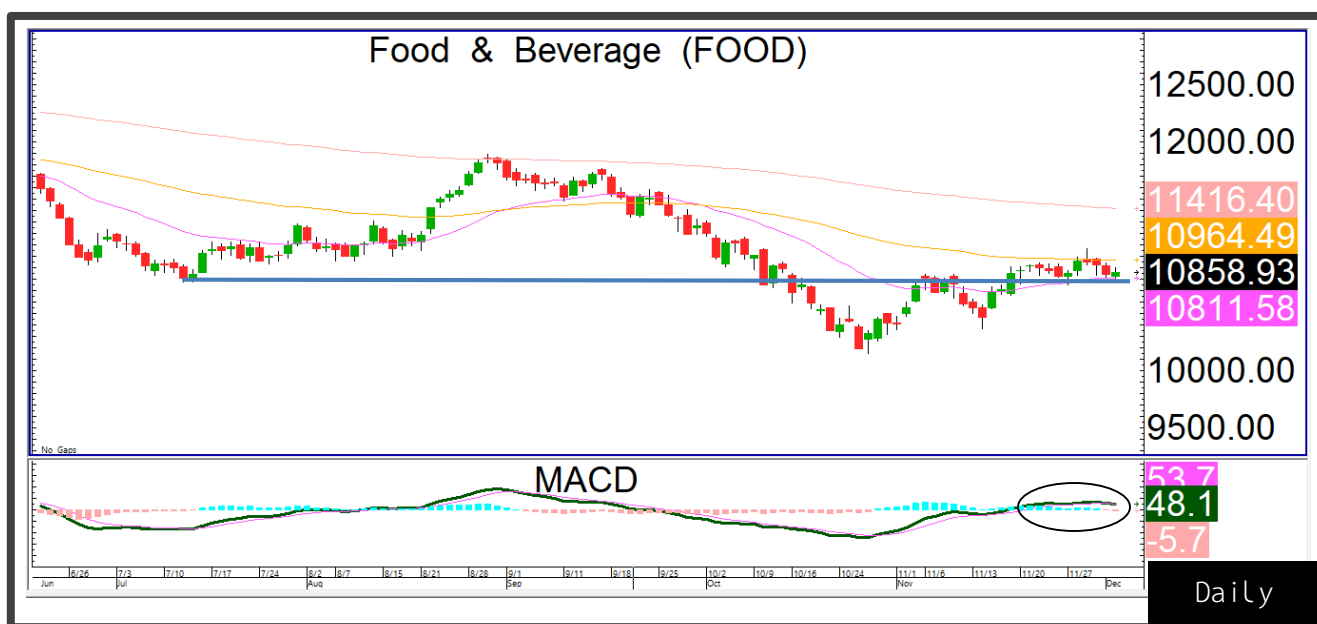 Food & Beverage (FOOD)
12500.00
12000.00
11416.40
10964.49
10858.93
10811.58
10000.00
9500.00
No Gaps
MACD
53.7
48.1
-5.7
6/26 7/3 7/10 7/17 7/24 8/2 8/7 8/15 8/21 8/28 9/1 9/11 9/18 9/25 10/2 10/9 10/16 10/24 11/1 11/6 11/13 11/20 11/27
Jun Jul Aug Sep Oct Nov Dec
Daily